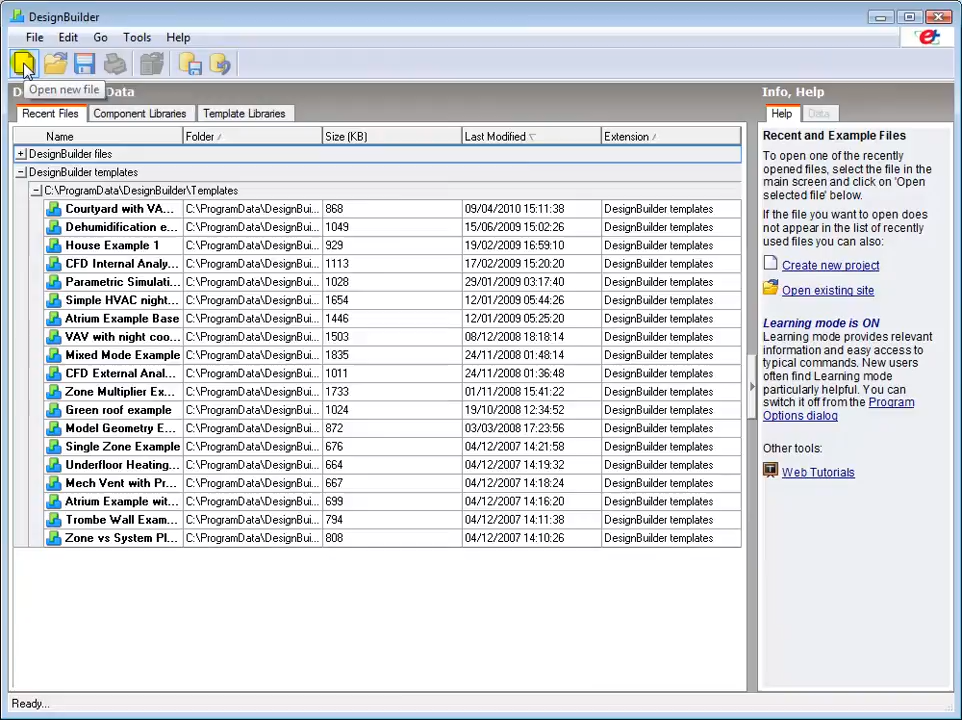 DesignBuilder
File Edit Go Tools Help
e+
Open new file
D Data
Recent Files Component Libraries Template Libraries
Name Folder Size (KB) Last Modified Extension
DesignBuilder files
DesignBuilder templates
C:\ProgramData\DesignBuilder\Templates
Courtyard with VA... C:\ProgramData\DesignBui... 868 09/04/2010 15:11:38 DesignBuilder templates
Dehumidification e... C:\ProgramData\DesignBui... 1049 15/06/2009 15:02:26 DesignBuilder templates
House Example 1 C:\ProgramData\DesignBui... 929 19/02/2009 16:59:10 DesignBuilder templates
CFD Internal Analy... C:\ProgramData\DesignBui... 1113 17/02/2009 15:20:20 DesignBuilder templates
Parametric Simulati... C:\ProgramData\DesignBui... 1028 29/01/2009 03:17:40 DesignBuilder templates
Simple HVAC night... C:\ProgramData\DesignBui... 1654 12/01/2009 05:44:26 DesignBuilder templates
Atrium Example Base C:\ProgramData\DesignBui... 1446 12/01/2009 05:25:20 DesignBuilder templates
VAV with night coo... C:\ProgramData\DesignBui... 1503 08/12/2008 18:18:14 DesignBuilder templates
Mixed Mode Example C:\ProgramData\DesignBui... 1835 24/11/2008 01:48:14 DesignBuilder templates
CFD External Anal... C:\ProgramData\DesignBui... 1011 24/11/2008 01:36:48 DesignBuilder templates
Zone Multiplier Ex... C:\ProgramData\DesignBui... 1733 01/11/2008 15:41:22 DesignBuilder templates
Green roof example C:\ProgramData\DesignBui... 1024 19/10/2008 12:34:52 DesignBuilder templates
Model Geometry E... C:\ProgramData\DesignBui... 872 03/03/2008 17:23:56 DesignBuilder templates
Single Zone Example C:\ProgramData\DesignBui... 676 04/12/2007 14:21:58 DesignBuilder templates
Underfloor Heating... C:\ProgramData\DesignBui... 664 04/12/2007 14:19:32 DesignBuilder templates
Mech Vent with Pr... C:\ProgramData\DesignBui... 667 04/12/2007 14:18:24 DesignBuilder templates
Atrium Example wit... C:\ProgramData\DesignBui... 699 04/12/2007 14:16:20 DesignBuilder templates
Trombe Wall Exam... C:\ProgramData\DesignBui... 794 04/12/2007 14:11:38 DesignBuilder templates
Zone vs System Pl... C:\ProgramData\DesignBui... 808 04/12/2007 14:10:26 DesignBuilder templates
Info, Help
Help Data
Recent and Example Files
To open one of the recently
opened files, select the file in the
main screen and click on 'Open
selected file' below.
If the file you want to open does
not appear in the list of recently
used files you can also:
Create new project
Open existing site
Learning mode is ON
Learning mode provides relevant
information and easy access to
typical commands. New users
often find Learning mode
particularly helpful. You can
switch it off from the Program
Options dialog
Other tools:
Web Tutorials
Ready...